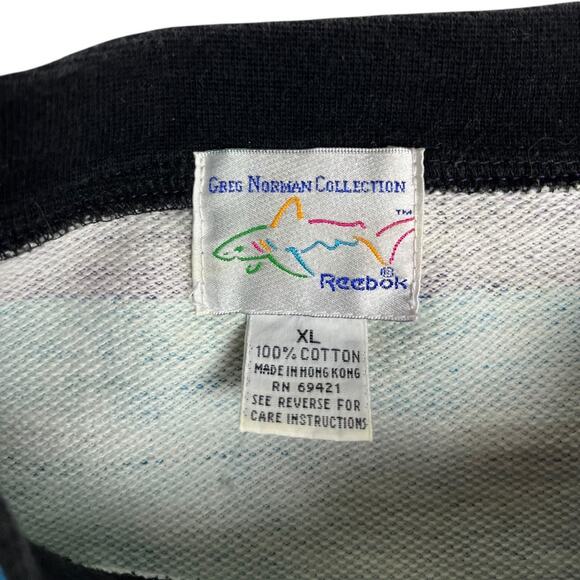 GREG NORMAN COLLECTION
TM
Reebok®
XL
100% COTTON
MADE IN HONG KONG
RN 69421
SEE REVERSE FOR
CARE INSTRUCTIONS